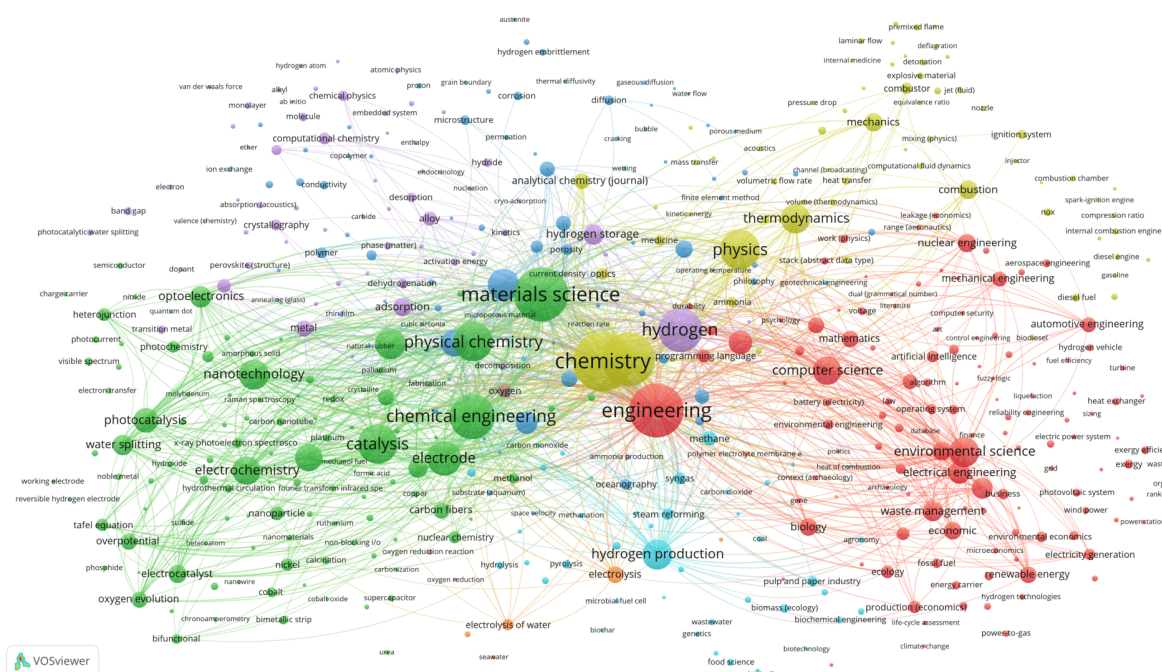 austenite
premixed flame
laminar flow
deflagration
hydrogen embrittlement
internal medicine
detonation
hydrogen atom
atomic physics
explosive material
van der waals force
alkyl
proton
grain boundary
thermal diffusivity
gaseous diffusion
combustor
jet (fluid)
water flow
chemical physics
corrosion
diffusion
monolayer
ab initio
pressure drop
equivalence ratio
nozzle
molecule
embedded system
microstructure
mechanics
computational chemistry
permeation
bubble
porous medium
ignition system
cracking
mixing (physics)
ether
enthalpy
acoustics
copolymer
hydride
mass transfer
injector
ion exchange
endocrinology
wetting
channel (broadcasting)
computational fluid dynamics
electron
conductivity
nucleation
analytical chemistry (journal)
volumetric flow rate
heat transfer
combustion chamber
combustion
desorption
cryo-adsorption
finite element method
volume (thermodynamics)
spark-ignition engine
absorption (acoustics)
band gap
carbide
alloy
kinetic energy
thermodynamics
leakage (economics)
nox
compression ratio
valence (chemistry)
crystallography
kinetics
hydrogen storage
range (aeronautics)
photocatalytic water splitting
medicine
work (physics)
nuclear engineering
internal combustion engine
phase (matter)
porosity
physics
polymer
activation energy
stack (abstract data type)
diesel engine
semiconductor
dopant
perovskite (structure)
current density
optics
operating temperature
aerospace engineering
gasoline
dehydrogenation
philosophy
geotechnical engineering
mechanical engineering
charge carrier
nitride
optoelectronics
annealing (glass)
materials science
dual (grammatical number)
diesel fuel
quantum dot
adsorption
durability
ammonia
voltage
literature
heterojunction
thin film
microporous material
computer security
transition metal
metal
cubic zirconia
reaction rate
hydrogen
psychology
art
automotive engineering
photocurrent
photochemistry
natural rubber
physical chemistry
mathematics
control engineering
biodiesel
hydrogen vehicle
visible spectrum
amorphous solid
chemistry
programming language
artificial intelligence
fuel efficiency
nanotechnology
palladium
decomposition
computer science
turbine
electron transfer
molybdenum
crystallite
fabrication
oxygen
algorithm
fuzzy logic
raman spectroscopy
redox
battery (electricity)
law
liquefaction
heat exchanger
photocatalysis
carbon nanotube
chemical engineering
engineering
operating system
reliability engineering
sizing
environmental engineering
database
water splitting
x-ray photoelectron spectrosco
platinum
catalysis
carbon monoxide
methane
finance
electric power system
environmental science
exergy efficie
hydroxide
methanol fuel
electrode
ammonia production
polymer electrolyte membrane e
politics
heat of combustion
grid
exergy
waste
noble metal
electrochemistry
formic acid
methanol
oceanography
syngas
context (archaeology)
electrical engineering
working electrode
hydrothermal circulation
fourier transform infrared spe
copper
substrate (aquarium)
carbon dioxide
archaeology
business
photovoltaic system
reversible hydrogen electrode
gene
nanoparticle
carbon fibers
space velocity
methanation
steam reforming
waste management
wind power
tafel equation
sulfide
ruthenium
biology
economic
power station
overpotential
nanomaterials
non-blocking i/o
nuclear chemistry
coal
agronomy
environmental economics
heteroatom
oxygen reduction reaction
hydrogen production
microeconomics
electricity generation
phosphide
electrocatalyst
nickel
calcination
carbonization
hydrolysis
pyrolysis
fossil fuel
nanowire
oxygen reduction
electrolysis
pulp and paper industry
ecology
renewable energy
cobalt
energy carrier
oxygen evolution
cobalt oxide
supercapacitor
microbial fuel cell
biomass (ecology)
production (economics)
hydrogen technologies
chronoamperometry
bimetallic strip
electrolysis of water
biochar
wastewater
biochemical engineering
life-cycle assessment
bifunctional
genetics
power-to-gas
urea
seawater
biotechnology
climate change
food science
VOSviewer